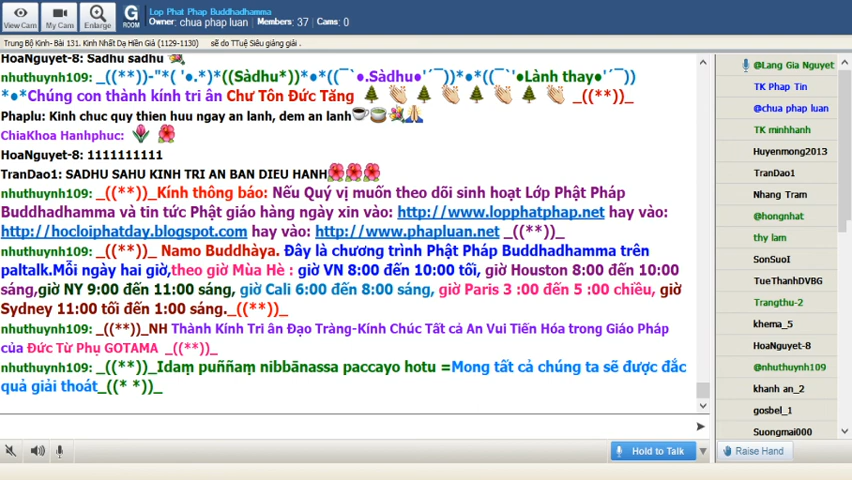 View Cam
My Cam
Enlarge
G
ROOM
Lop Phat Phap Buddhadhamma
Owner: chua phap luan Members: 37 Cams: 0
Trung Bộ Kinh- Bài 131. Kinh Nhất Dạ Hiền Giả (1129-1130) sẽ do TTuệ Siêu giảng giải .
HoaNguyet-8: Sadhu sadhu
nhuthuynh109: _((**))-"*( '●.*)*((Sàdhu*))*●*((¯`●.Sàdhu●'´¯))*●*((¯`'●Lành thay●'´¯))
*●*Chúng con thành kính tri ân Chư Tôn Đức Tăng _((**))_
Phaplu: Kinh chuc quy thien huu ngay an lanh, dem an lanh
ChiaKhoa Hanhphuc:
HoaNguyet-8: 1111111111
TranDao1: SADHU SAHU KINH TRI AN BAN DIEU HANH
nhuthuynh109: _((**))_Kính thông báo: Nếu Quý vị muốn theo dõi sinh hoạt Lớp Phật Pháp
Buddhadhamma và tin tức Phật giáo hàng ngày xin vào: http://www.lopphatphap.net hay vào:
http://hocloiphatday.blogspot.com hay vào: http://www.phapluan.net _((**))_
nhuthuynh109: _((**))_ Namo Buddhàya. Đây là chương trình Phật Pháp Buddhadhamma trên
paltalk.Mỗi ngày hai giờ,theo giờ Mùa Hè : giờ VN 8:00 đến 10:00 tối, giờ Houston 8:00 đến 10:00
sáng,giờ NY 9:00 đến 11:00 sáng, giờ Cali 6:00 đến 8:00 sáng, giờ Paris 3 :00 đến 5 :00 chiều, giờ
Sydney 11:00 tối đến 1:00 sáng._((**))_
nhuthuynh109: _((**))_NH Thành Kính Tri ân Đạo Tràng-Kính Chúc Tất cả An Vui Tiến Hóa trong Giáo Pháp
của Đức Từ Phụ GOTAMA _((**))_
nhuthuynh109: _((**))_Idaṃ puññaṃ nibbānassa paccayo hotu =Mong tất cả chúng ta sẽ được đắc
quả giải thoát_((* *))_
Hold to Talk
@Lang Gia Nguyet
TK Phap Tin
@chua phap luan
TK minhhanh
Huyenmong2013
TranDao1
Nhang Tram
@hongnhat
thy lam
SonSuoI
TueThanhDVBG
Trangthu-2
khema_5
HoaNguyet-8
@nhuthuynh109
khanh an_2
gosbel_1
Suongmai000
Raise Hand